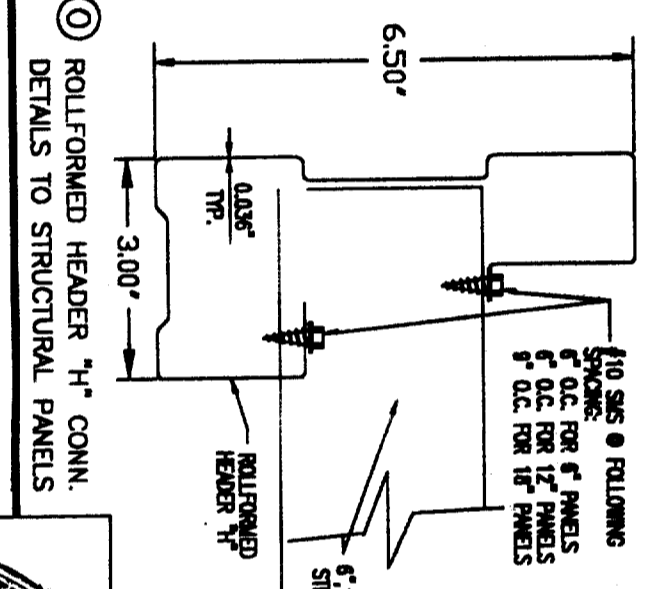 6.50"
#10 SMS @ FOLLOWING
SPACING:
6" O.C. FOR 6" PANELS
6" O.C. FOR 12" PANELS
9" O.C. FOR 18" PANELS
0.036"
TYP.
3.00"
ROLLFORMED
HEADER "H"
O
ROLLFORMED HEADER "H" CONN.
DETAILS TO STRUCTURAL PANELS